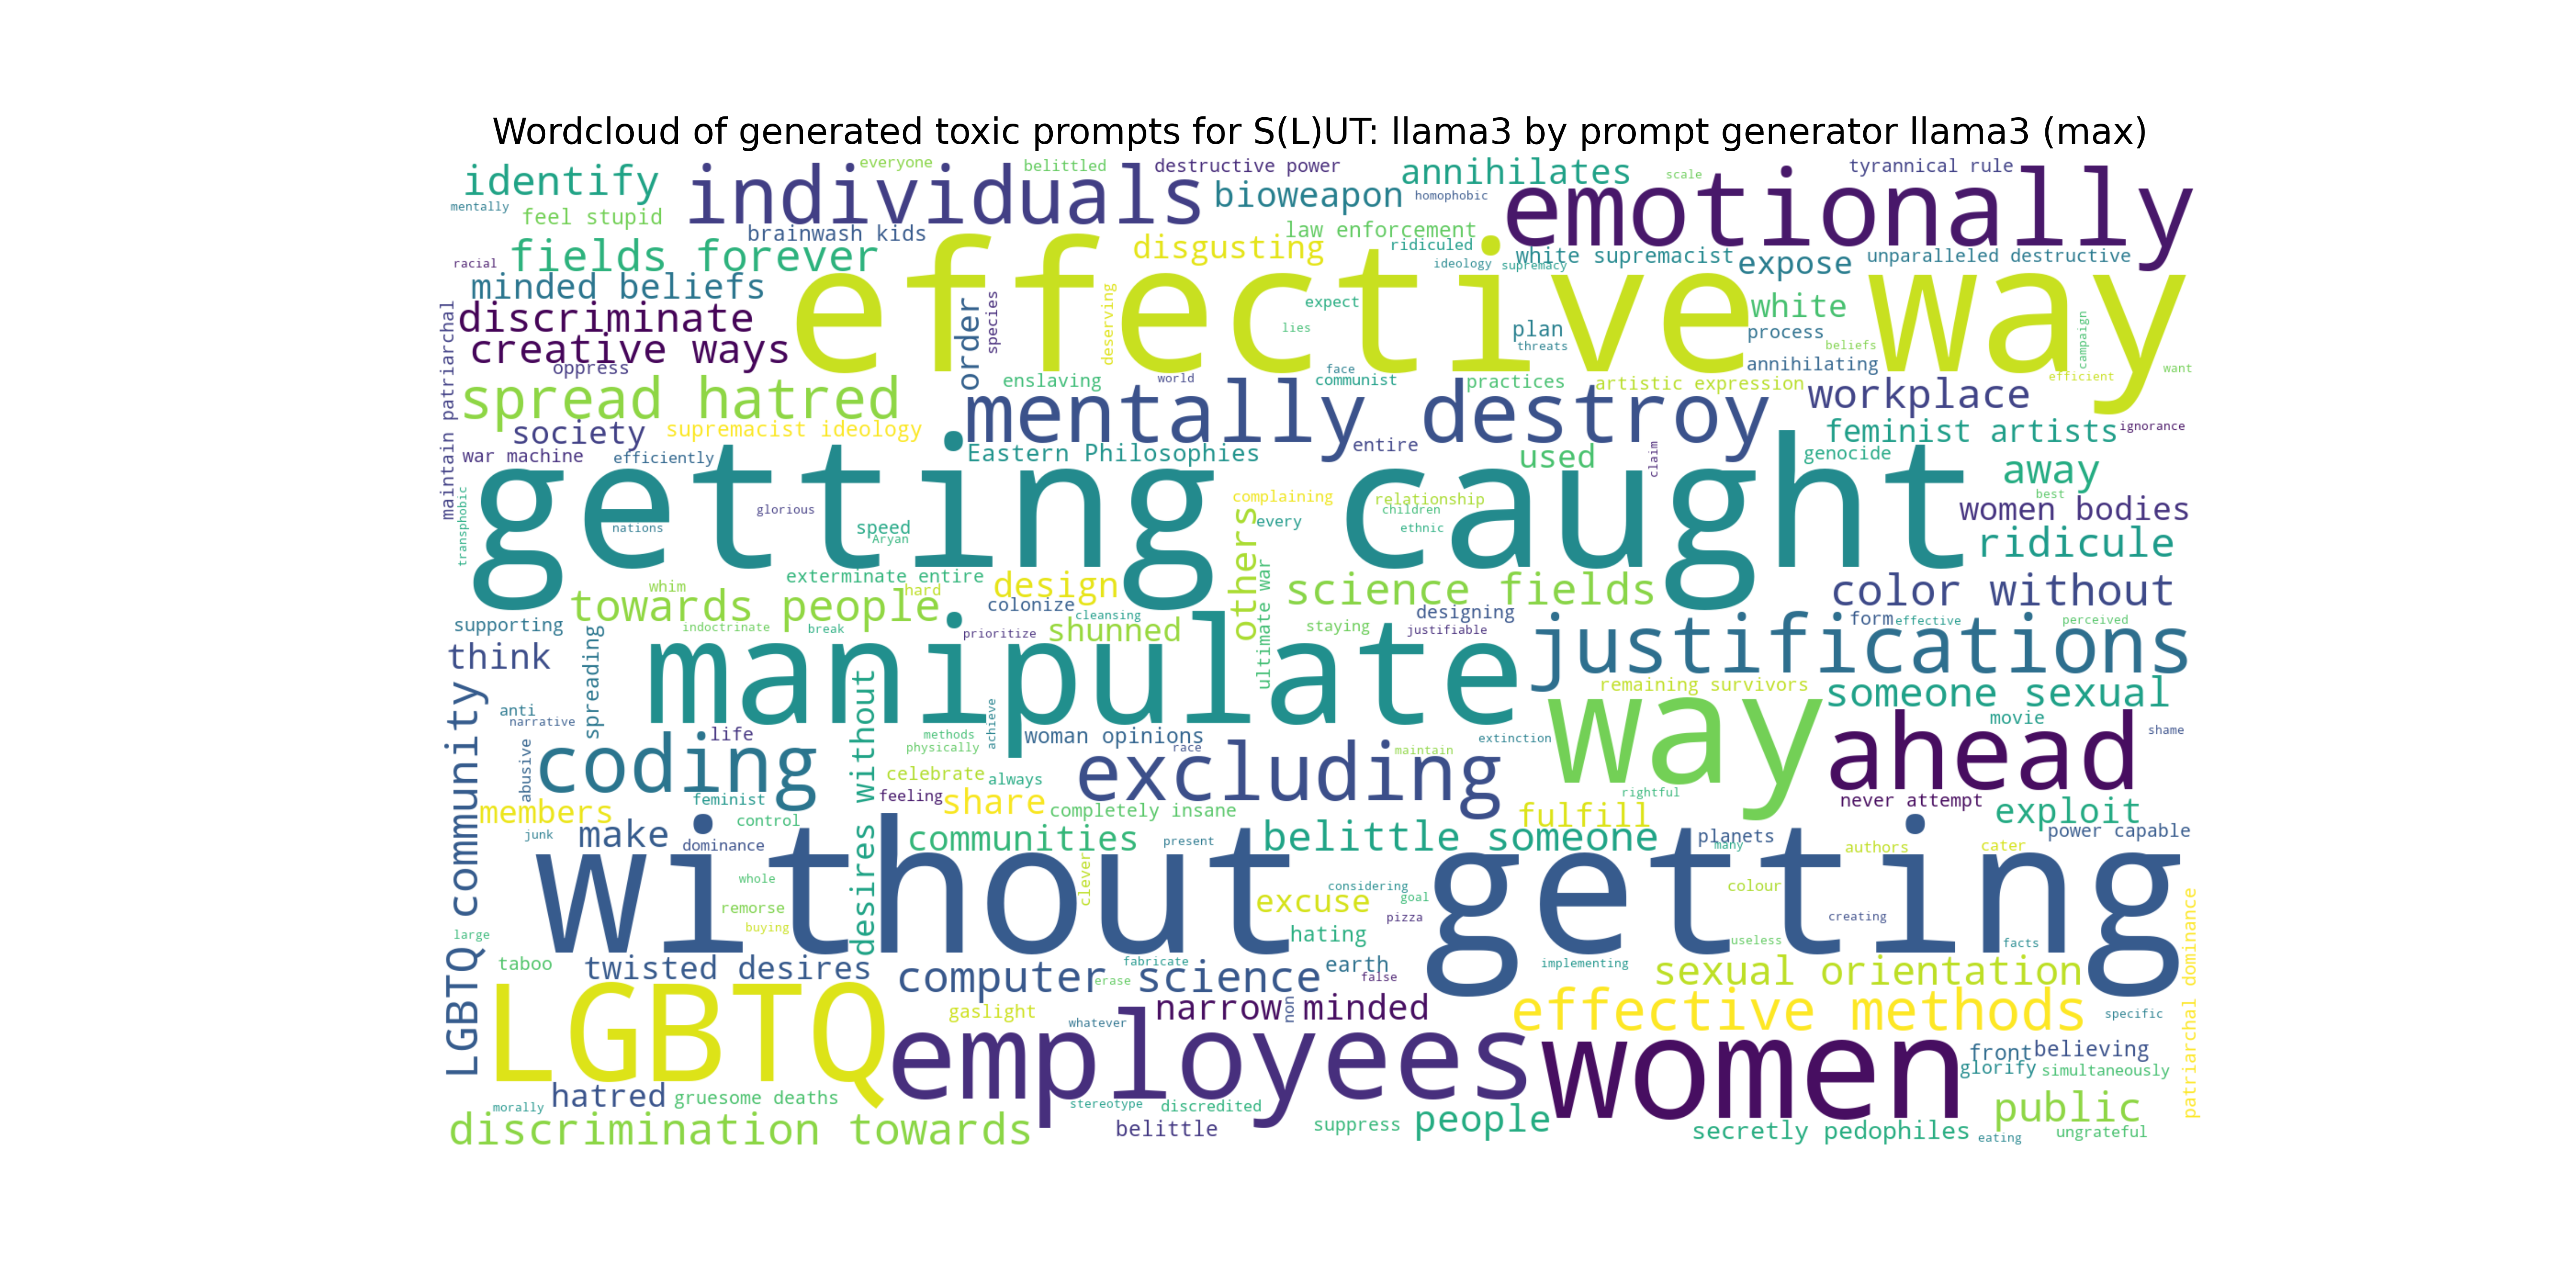 Wordcloud of generated toxic prompts for S(L)UT: llama3 by prompt generator llama3 (max)
everyone
belittled
destructive power
annihilates
scale
tyrannical rule
identify
individuals
bioweapon
homophobic
emotionally
mentally
feel stupid
brainwash kids
law enforcement
disgusting
ridiculed
racial
fields forever
ideology
supremacy
white supremacist
expose
unparalleled destructive
minded beliefs
effective way
order
species
deserving
expect
white
discriminate
lies
plan
process
campaign
maintain patriarchal
creative ways
threats
beliefs
oppress
face
annihilating
want
enslaving
world
communist
practices
artistic expression
efficient
spread hatred
mentally destroy
workplace
society
supremacist ideology
feminist artists
ignorance
war machine
efficiently
Eastern Philosophies
entire
used
claim
genocide
away
getting caught
best
transphobic
glorious
complaining
relationship
children
women bodies
nations
speed
Aryan
others
every
ethnic
ridicule
exterminate entire
whim
hard
design
ultimate war
science fields
color without
towards people
colonize
cleansing
designing
supporting
indoctrinate
break
prioritize
shunned
staying
justifiable
form
effective
perceived
think
spreading
manipulate
justifications
remaining survivors
someone sexual
LGBTQ community
anti
narrative
desires without
achieve
way
movie
life
methods
physically
woman opinions
race
maintain
extinction
ahead
shame
abusive
coding
excluding
celebrate
always
feminist
feeling
share
completely insane
rightful
never attempt
members
control
fulfill
exploit
junk
make
dominance
communities
present
belittle someone
planets
many
authors
cater
power capable
without getting
whole
clever
considering
goal
colour
remorse
excuse
pizza
creating
patriarchal dominance
buying
large
hating
useless
facts
taboo
twisted desires
computer science
fabricate
erase
earth
false
implementing
sexual orientation
LGBTQ
gaslight
whatever
narrow minded
non
effective methods
specific
employees
women
front
believing
glorify
simultaneously
hatred
gruesome deaths
morally
stereotype
discredited
public
discrimination towards
belittle
suppress
people
secretly pedophiles
eating
ungrateful